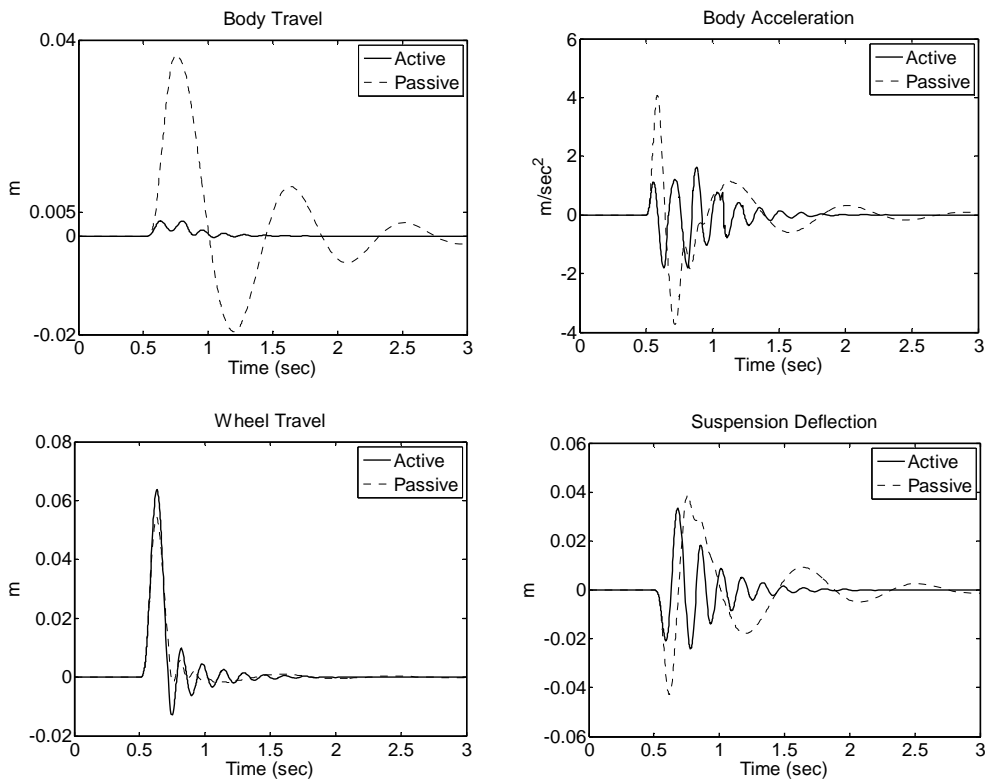 Body Travel
0.04
0.005
0
-0.02
m
0 0.5 1 1.5 2 2.5 3
Time (sec)
Active
Passive
Body Acceleration
6
4
2
0
-2
-4
m/sec²
0 0.5 1 1.5 2 2.5 3
Time (sec)
Active
Passive
Wheel Travel
0.08
0.06
0.04
0.02
0
-0.02
m
0 0.5 1 1.5 2 2.5 3
Time (sec)
Active
Passive
Suspension Deflection
0.06
0.04
0.02
0
-0.02
-0.04
-0.06
m
0 0.5 1 1.5 2 2.5 3
Time (sec)
Active
Passive